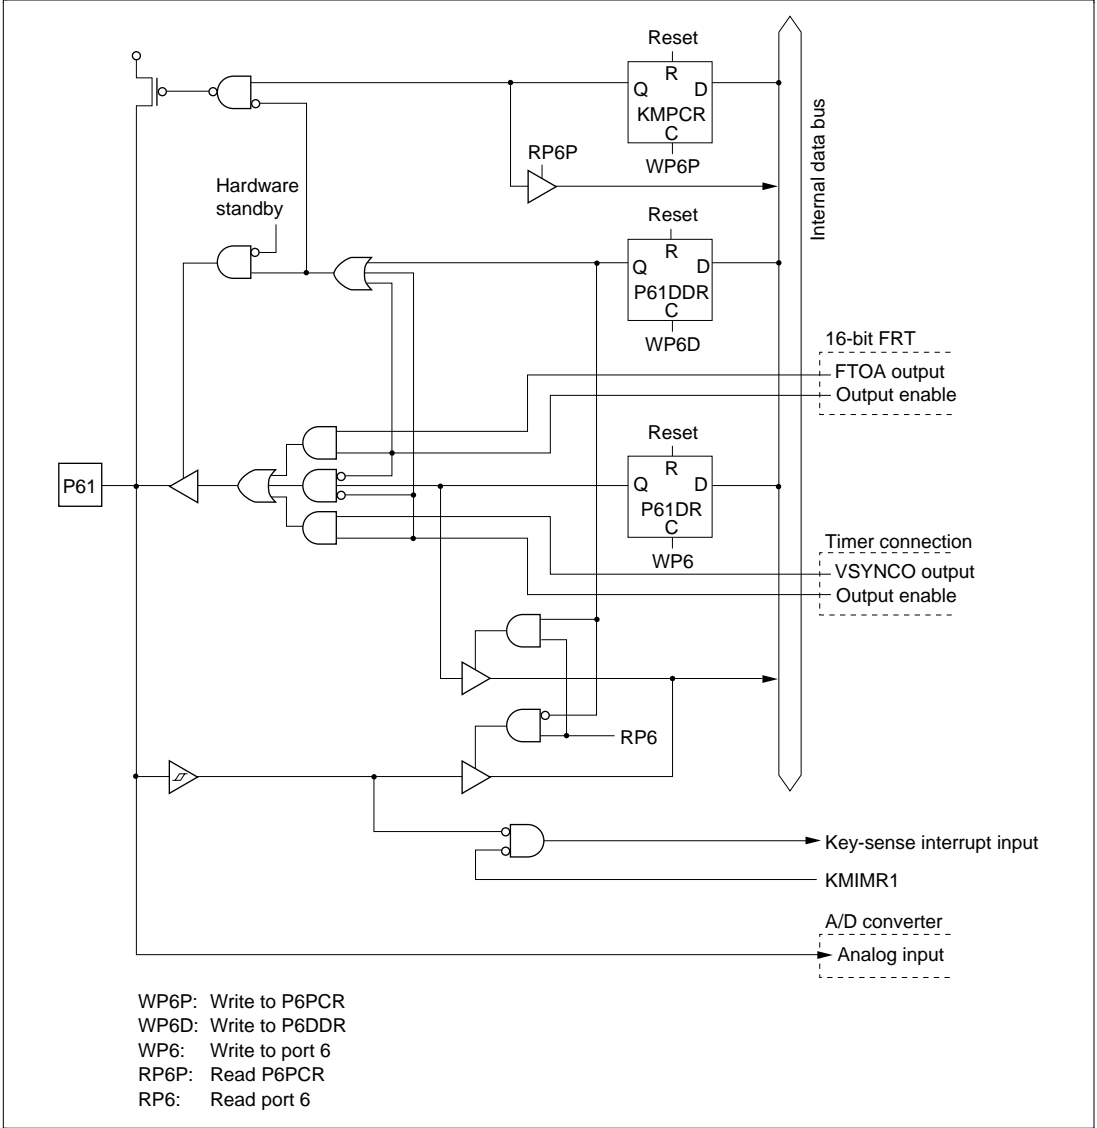 Reset
R
Q D
KMPCR
C
WP6P
RP6P
Internal data bus
Hardware
standby
Reset
R
Q D
P61DDR
C
WP6D
16-bit FRT
FTOA output
Output enable
Reset
R
Q D
P61DR
C
WP6
P61
Timer connection
VSYNCO output
Output enable
RP6
Key-sense interrupt input
KMIMR1
A/D converter
Analog input
WP6P: Write to P6PCR
WP6D: Write to P6DDR
WP6: Write to port 6
RP6P: Read P6PCR
RP6: Read port 6